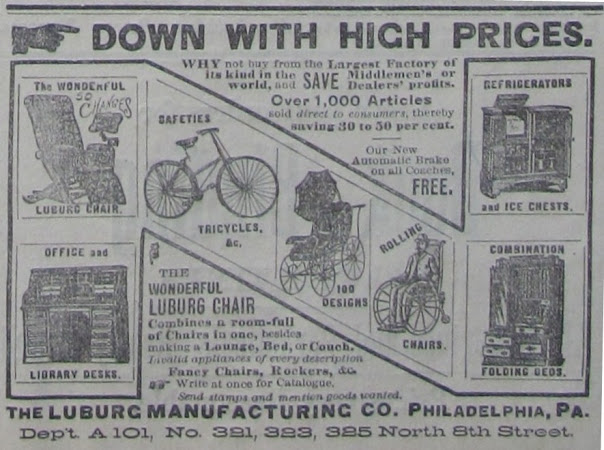 DOWN WITH HIGH PRICES.
WHY not buy from the Largest Factory of
its kind in the world, and SAVE Middlemen's or Dealers' profits.
Over 1,000 Articles
sold direct to consumers, thereby
saving 30 to 50 per cent.
Our New
Automatic Brake
on all Coaches,
FREE.
The WONDERFUL
50 CHANGES
LUBURG CHAIR.
SAFETIES
TRICYCLES,
&c.
100
DESIGNS
ROLLING
CHAIRS.
REFRIGERATORS
and ICE CHESTS.
OFFICE and
LIBRARY DESKS.
THE
WONDERFUL
LUBURG CHAIR
Combines a room-full
of Chairs in one, besides
making a Lounge, Bed, or Couch.
Invalid appliances of every description
Fancy Chairs, Rockers, &c.
Write at once for Catalogue.
Send stamps and mention goods wanted.
COMBINATION
FOLDING BEDS.
THE LUBURG MANUFACTURING CO. PHILADELPHIA, PA.
Dep't. A 101, No. 321, 323, 325 North 8th Street.